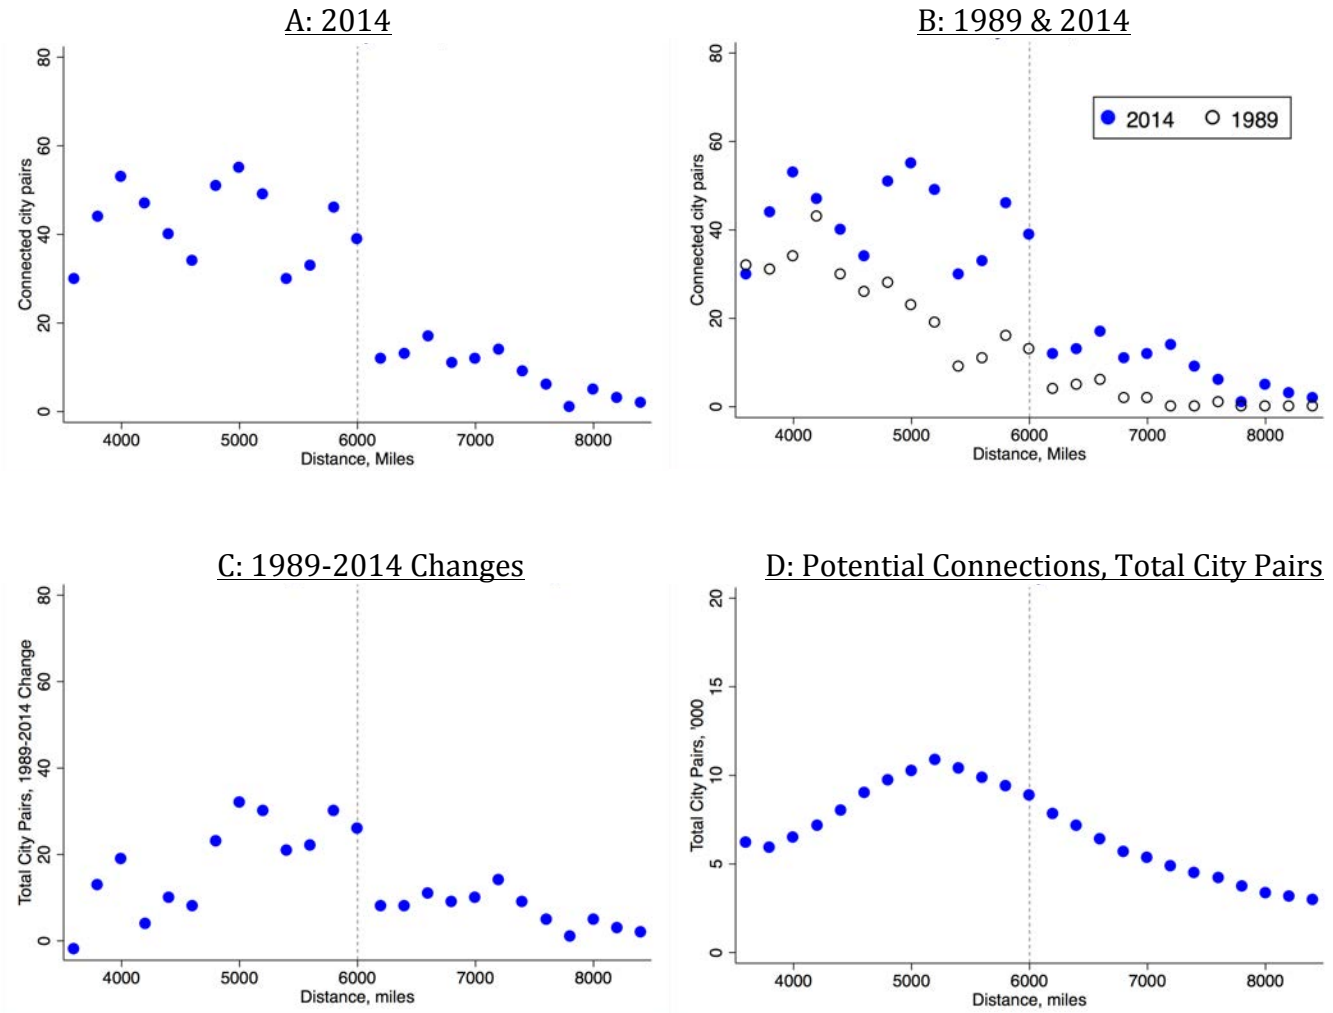 A: 2014
80
60
40
20
0
Connected city pairs
4000 5000 6000 7000 8000
Distance, Miles
B: 1989 & 2014
80
60
40
20
0
Connected city pairs
2014 1989
4000 5000 6000 7000 8000
Distance, Miles
C: 1989-2014 Changes
80
60
40
20
0
Total City Pairs, 1989-2014 Change
4000 5000 6000 7000 8000
Distance, miles
D: Potential Connections, Total City Pairs
20
15
10
5
0
Total City Pairs, '000
4000 5000 6000 7000 8000
Distance, miles